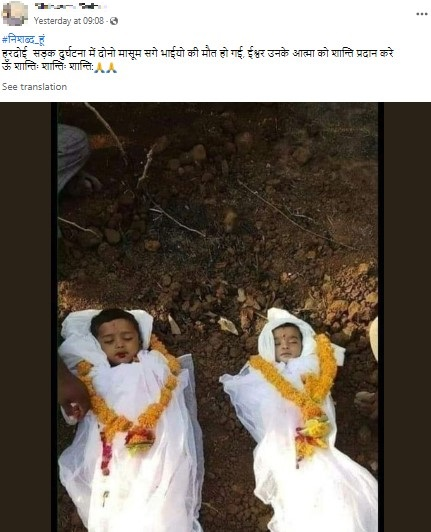 Yesterday at 09:08 ·
#निशब्द_हूं
हरदोई सड़क दुर्घटना में दोनो मासूम सगे भाईयो की मौत हो गई. ईश्वर उनके आत्मा को शान्ति प्रदान करे
ॐ शान्तिः शान्तिः शान्तिः🙏🙏
See translation